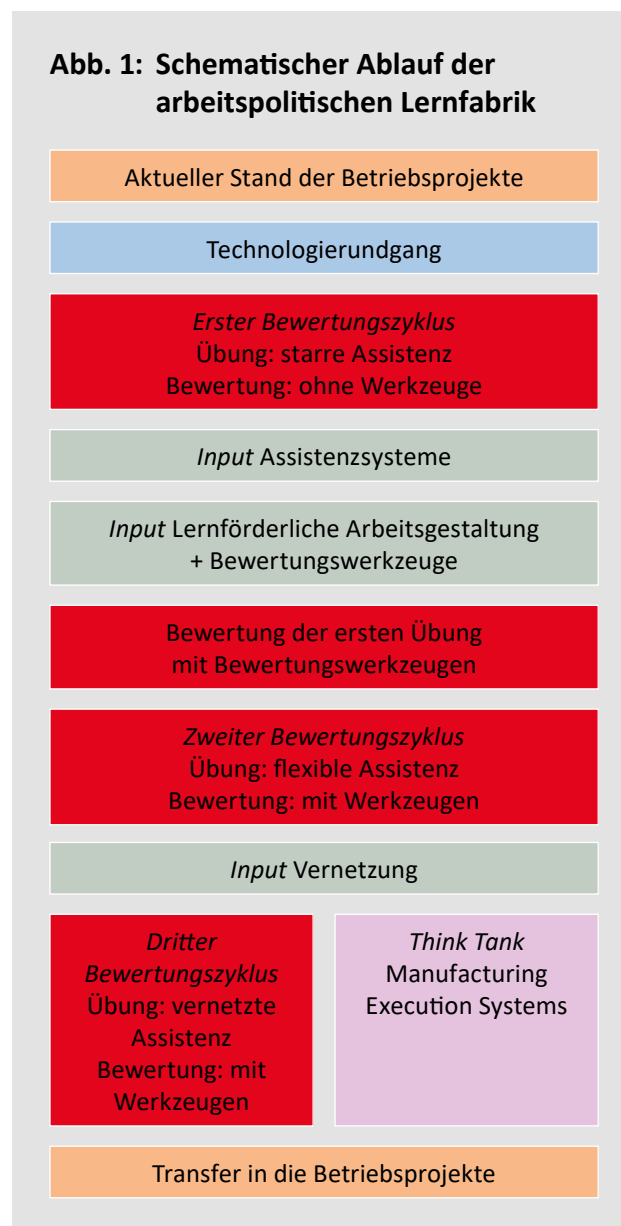 Abb. 1: Schematischer Ablauf der
arbeitspolitischen Lernfabrik
Aktueller Stand der Betriebsprojekte
Technologierundgang
Erster Bewertungszyklus
Übung: starre Assistenz
Bewertung: ohne Werkzeuge
Input Assistenzsysteme
Input Lernförderliche Arbeitsgestaltung
+ Bewertungswerkzeuge
Bewertung der ersten Übung
mit Bewertungswerkzeugen
Zweiter Bewertungszyklus
Übung: flexible Assistenz
Bewertung: mit Werkzeugen
Input Vernetzung
Dritter
Bewertungszyklus
Übung: vernetzte
Assistenz
Bewertung: mit
Werkzeugen
Think Tank
Manufacturing
Execution Systems
Transfer in die Betriebsprojekte